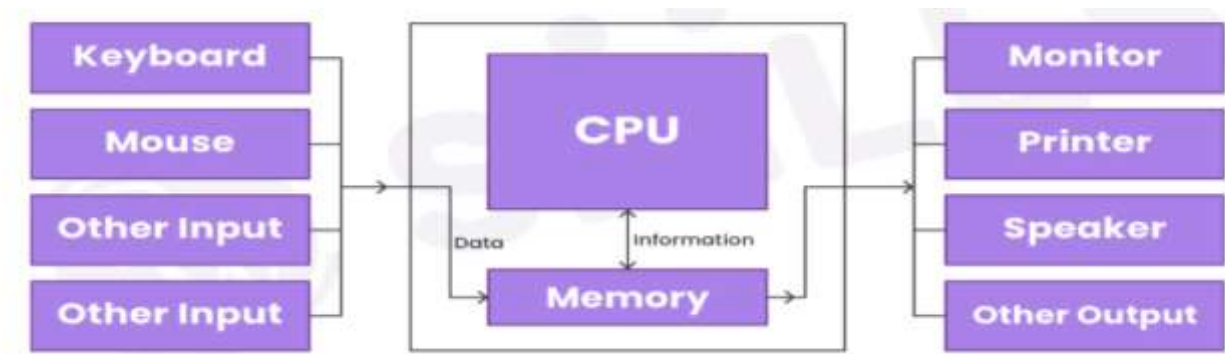 Keyboard
Mouse
Other Input
Other Input
CPU
Data
Information
Memory
Monitor
Printer
Speaker
Other Output